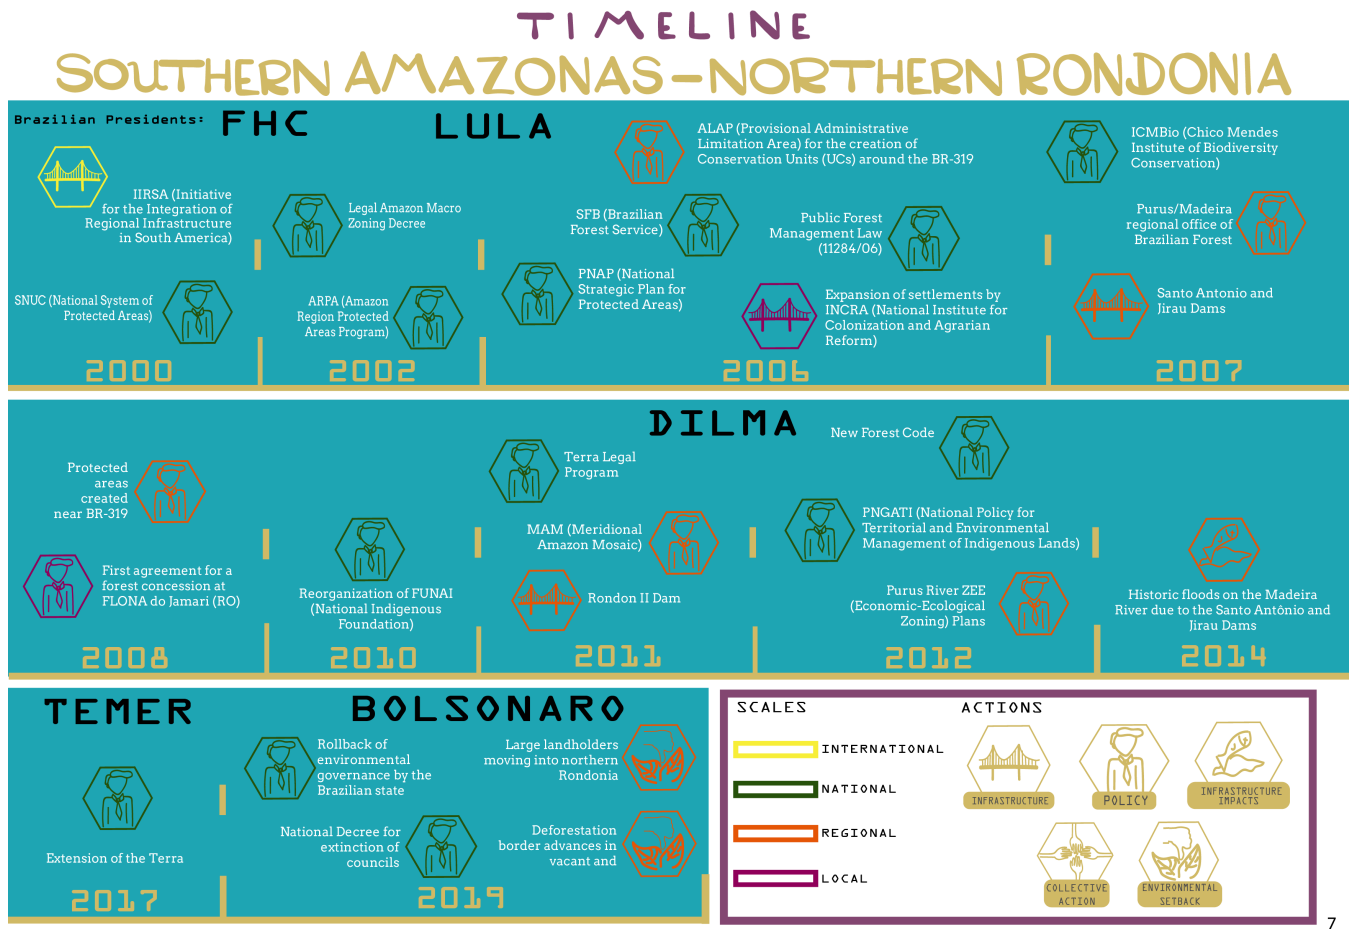 TIMELINE
SOUTHERN AMAZONAS-NORTHERN RONDONIA
Brazilian Presidents:
FHC
LULA
IIRSA (Initiative
for the Integration of
Regional Infrastructure
in South America)
SNUC (National System of
Protected Areas)
2000
Legal Amazon Macro
Zoning Decree
ARPA (Amazon
Region Protected
Areas Program)
2002
ALAP (Provisional Administrative
Limitation Area) for the creation of
Conservation Units (UCs) around the BR-319
SFB (Brazilian
Forest Service)
Public Forest
Management Law
(11284/06)
PNAP (National
Strategic Plan for
Protected Areas)
Expansion of settlements by
INCRA (National Institute for
Colonization and Agrarian
Reform)
2006
ICMBio (Chico Mendes
Institute of Biodiversity
Conservation)
Purus/Madeira
regional office of
Brazilian Forest
Santo Antonio and
Jirau Dams
2007
DILMA
Protected
areas
created
near BR-319
First agreement for a
forest concession at
FLONA do Jamari (RO)
2008
Reorganization of FUNAI
(National Indigenous
Foundation)
2010
Terra Legal
Program
MAM (Meridional
Amazon Mosaic)
Rondon II Dam
2011
New Forest Code
PNGATI (National Policy for
Territorial and Environmental
Management of Indigenous Lands)
Purus River ZEE
(Economic-Ecological
Zoning) Plans
2012
Historic floods on the Madeira
River due to the Santo Antônio and
Jirau Dams
2014
TEMER
BOLSONARO
Extension of the Terra
2017
Rollback of
environmental
governance by the
Brazilian state
Large landholders
moving into northern
Rondonia
National Decree for
extinction of
councils
Deforestation
border advances in
vacant and
2019
SCALES
INTERNATIONAL
NATIONAL
REGIONAL
LOCAL
ACTIONS
INFRASTRUCTURE
POLICY
INFRASTRUCTURE
IMPACTS
COLLECTIVE
ACTION
ENVIRONMENTAL
SETBACK
7